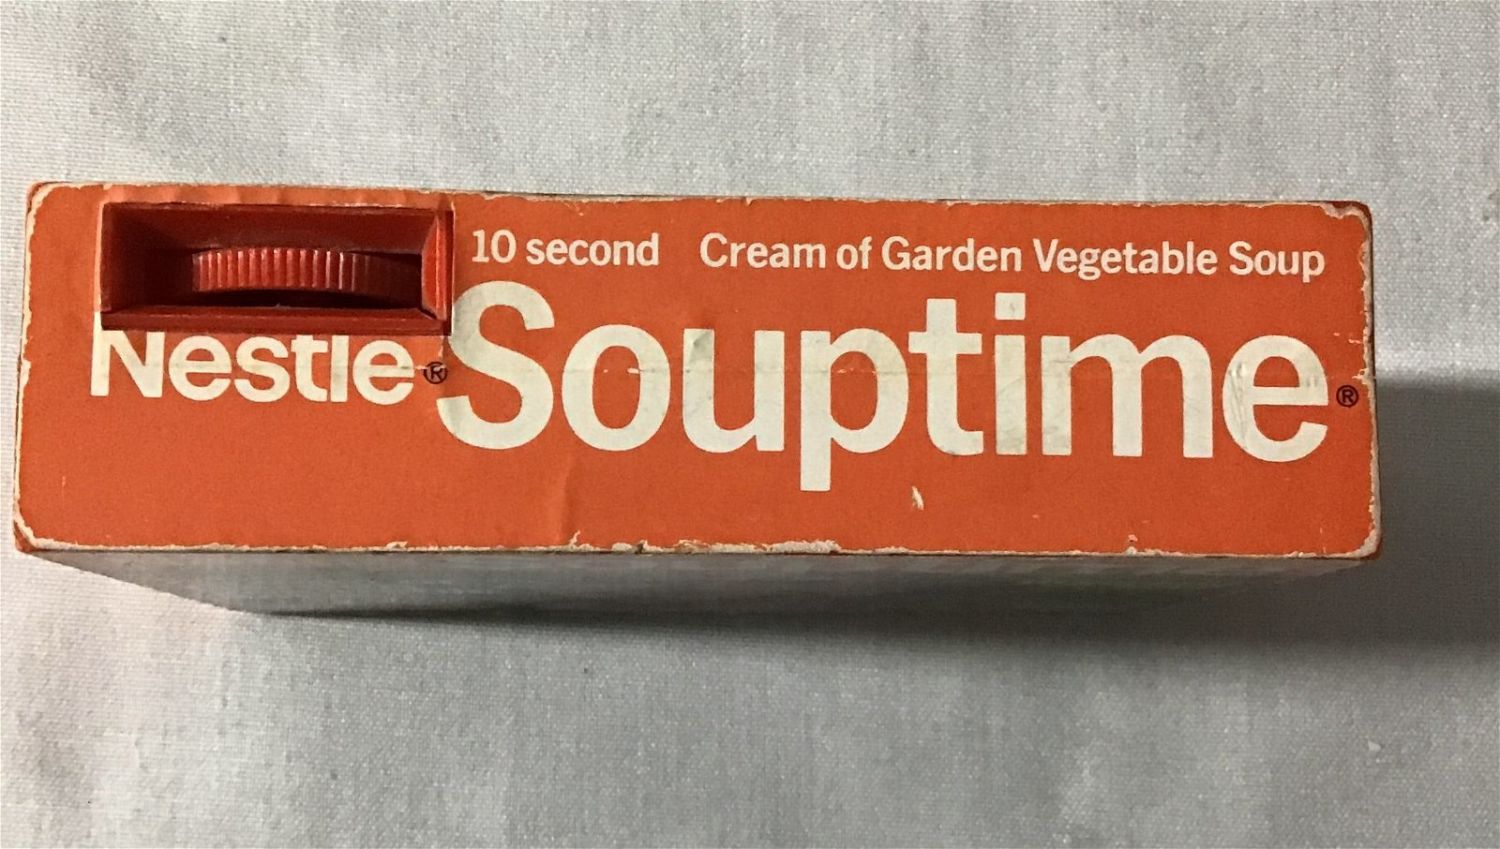 10 second Cream of Garden Vegetable Soup
Nestle® Souptime®